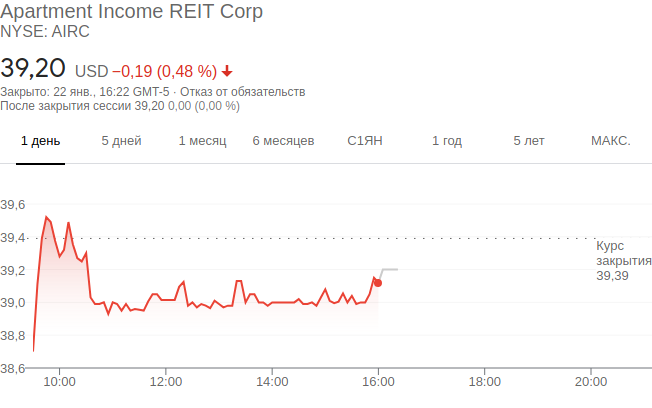 Apartment Income REIT Corp
NYSE: AIRC
39,20 USD −0,19 (0,48 %)
Закрыто: 22 янв., 16:22 GMT-5 · Отказ от обязательств
После закрытия сессии 39,20 0,00 (0,00 %)
1 день 5 дней 1 месяц 6 месяцев С1ЯН 1 год 5 лет МАКС.
39,6
39,4
Курс
закрытия
39,39
39,2
39,0
38,8
38,6
10:00 12:00 14:00 16:00 18:00 20:00